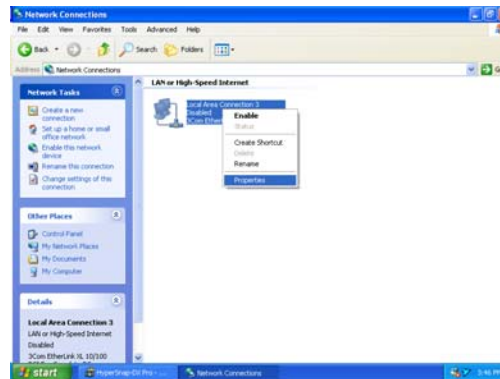 Network Connections
File Edit View Favorites Tools Advanced Help
Back Search Folders
Address Network Connections
Network Tasks
Create a new
connection
Set up a home or small
office network
Enable this network
device
Rename this connection
Change settings of this
connection
Other Places
Control Panel
My Network Places
My Documents
My Computer
Details
Local Area Connection 3
LAN or High-Speed Internet
Disabled
3Com EtherLink XL 10/100
LAN or High-Speed Internet
Local Area Connection 3
Disabled
3Com Ether
Enable
Status
Create Shortcut
Delete
Rename
Properties
start
HyperSnap-DX Pro - ...
Network Connections